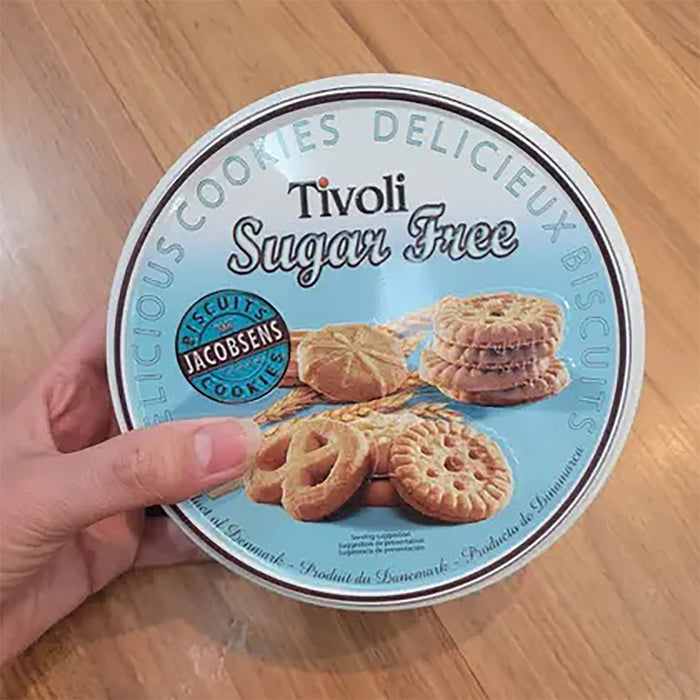 DELICIOUS COOKIES DELICIEUX BISCUITS
Tivoli
Sugar Free
BISCUITS
JACOBSENS
COOKIES
Serving suggestion
Suggestion de présentation
Sugerencia de presentación
of Denmark - Produit du Danemark - Producto de Dinamarca